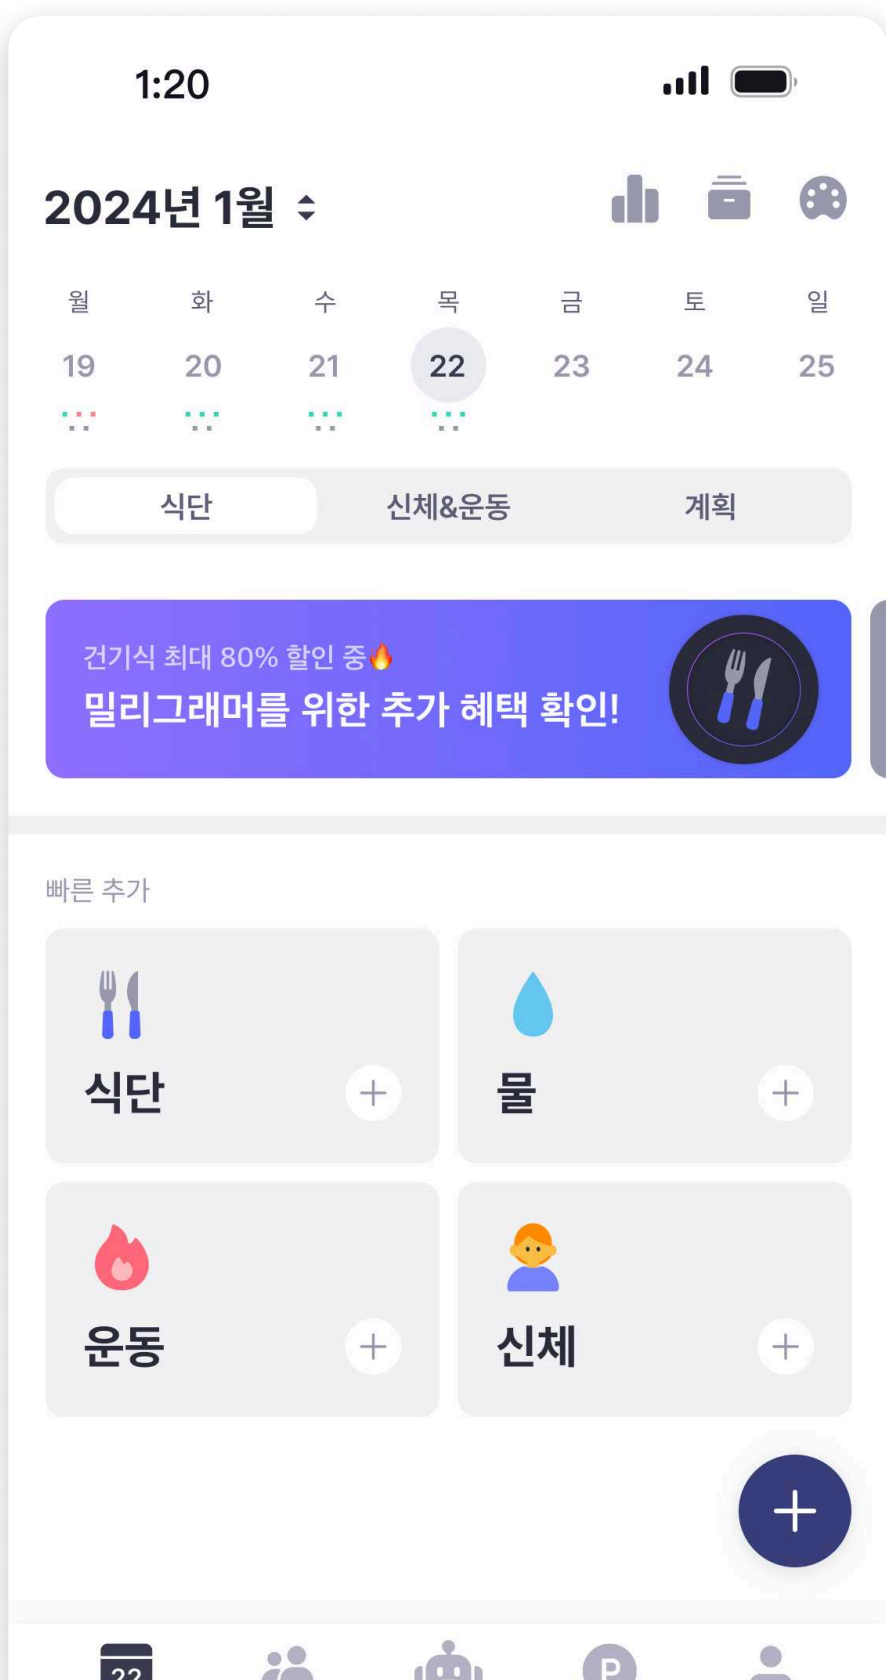 1:20
2024년 1월
월 화 수 목 금 토 일
19 20 21 22 23 24 25
식단 신체&운동 계획
건기식 최대 80% 할인 중🔥
밀리그래머를 위한 추가 혜택 확인!
빠른 추가
식단
물
운동
신체
22
P